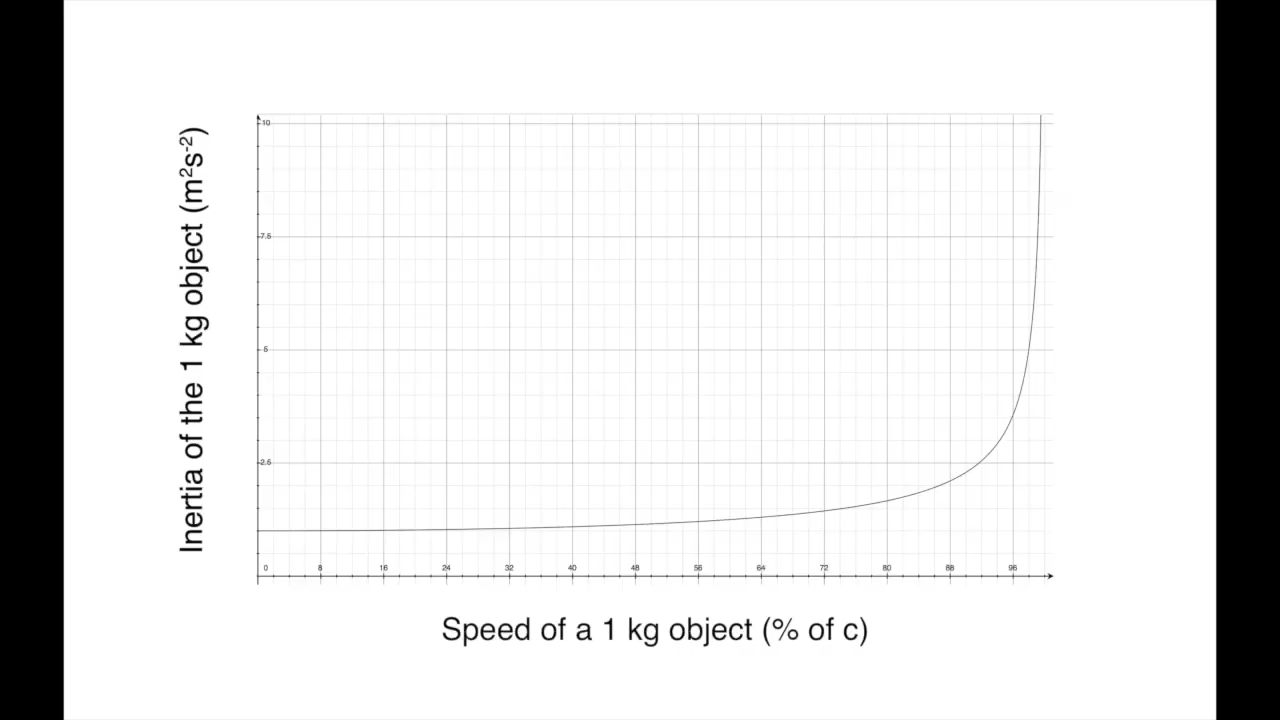 Inertia of the 1 kg object (m²s⁻²)
10
7.5
5
2.5
0 8 16 24 32 40 48 56 64 72 80 88 96
Speed of a 1 kg object (% of c)